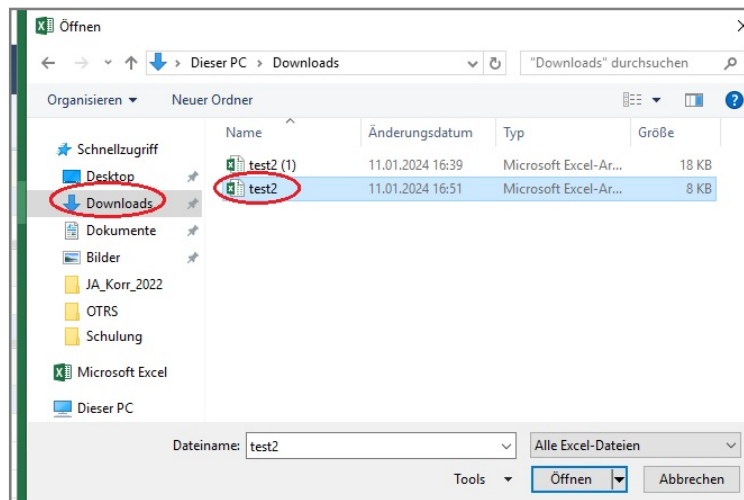 Öffnen
Dieser PC > Downloads
"Downloads" durchsuchen
Organisieren
Neuer Ordner
Name Änderungsdatum Typ Größe
Schnellzugriff
Desktop
Downloads
Dokumente
Bilder
JA_Korr_2022
OTRS
Schulung
Microsoft Excel
Dieser PC
test2 (1) 11.01.2024 16:39 Microsoft Excel-Ar... 18 KB
test2 11.01.2024 16:51 Microsoft Excel-Ar... 8 KB
Dateiname: test2
Alle Excel-Dateien
Tools
Öffnen
Abbrechen